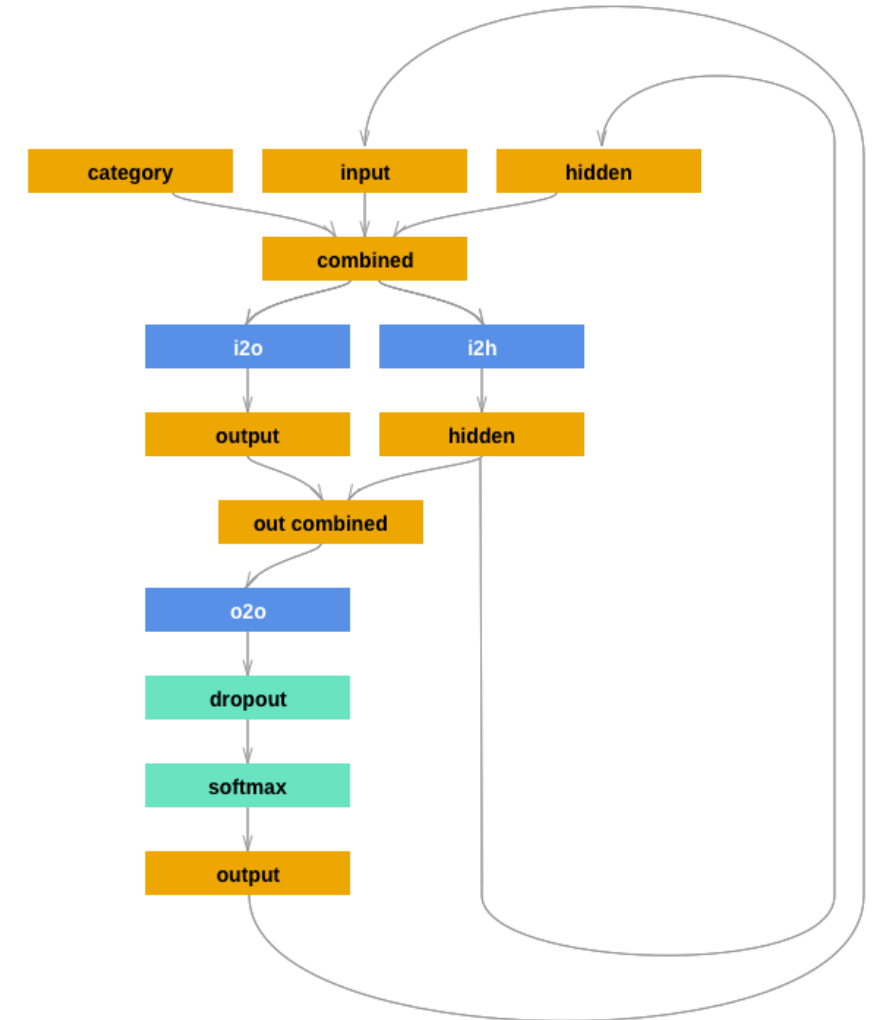 category
input
hidden
combined
i2o
i2h
output
hidden
out combined
o2o
dropout
softmax
output